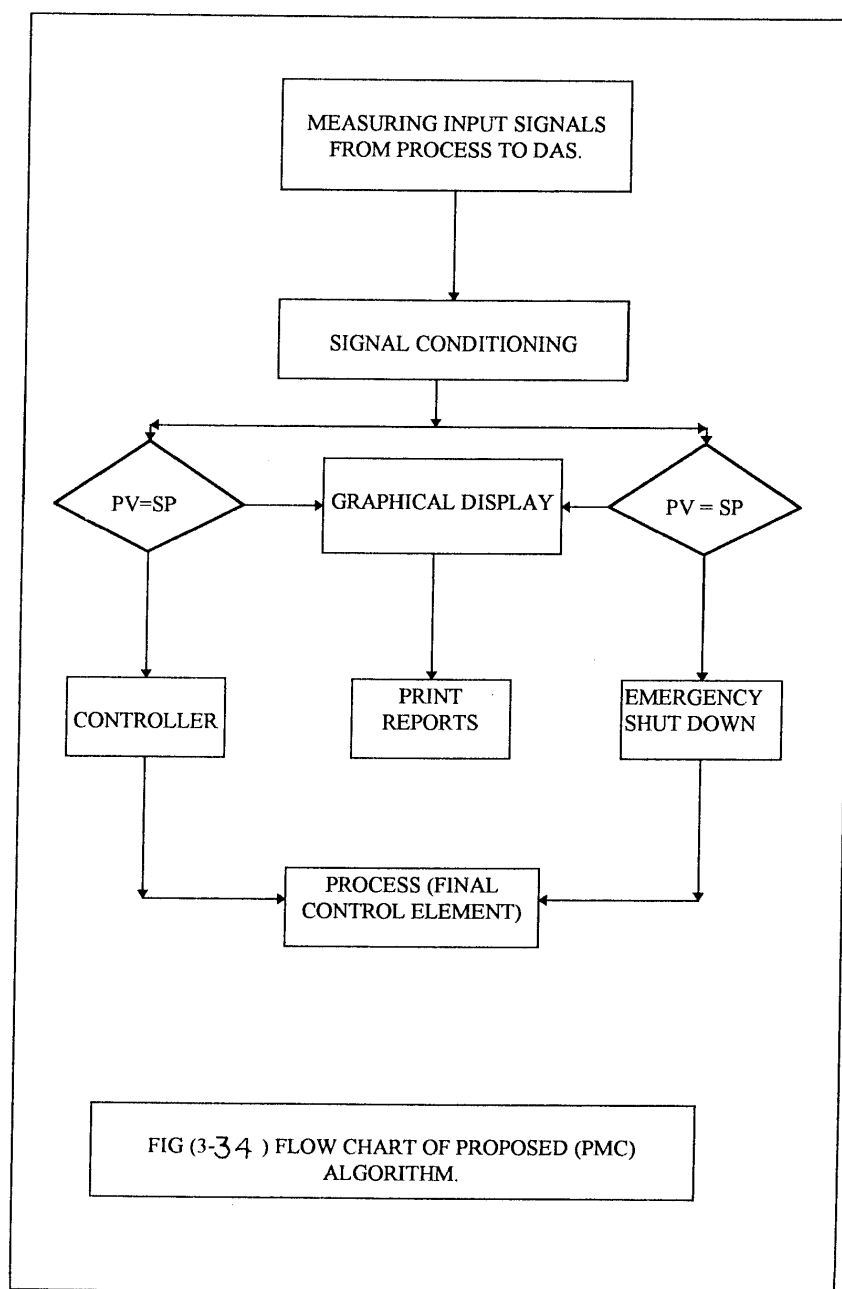 MEASURING INPUT SIGNALS
FROM PROCESS TO DAS.
SIGNAL CONDITIONING
PV=SP
GRAPHICAL DISPLAY
PV = SP
CONTROLLER
PRINT
REPORTS
EMERGENCY
SHUT DOWN
PROCESS (FINAL
CONTROL ELEMENT)
FIG (3-34 ) FLOW CHART OF PROPOSED (PMC)
ALGORITHM.